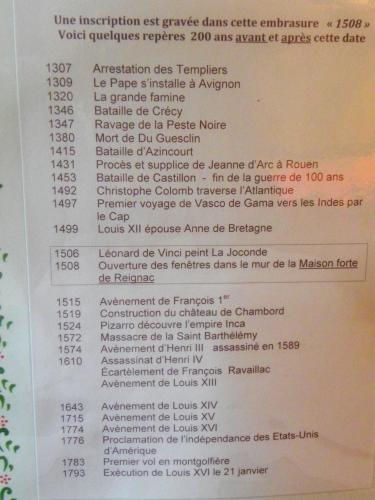 Une inscription est gravée dans cette embrasure « 1508 »
Voici quelques repères 200 ans avant et après cette date
1307 Arrestation des Templiers
1309 Le Pape s'installe à Avignon
1320 La grande famine
1346 Bataille de Crécy
1347 Ravage de la Peste Noire
1380 Mort de Du Guesclin
1415 Bataille d'Azincourt
1431 Procès et supplice de Jeanne d'Arc à Rouen
1453 Bataille de Castillon - fin de la guerre de 100 ans
1492 Christophe Colomb traverse l'Atlantique
1497 Premier voyage de Vasco de Gama vers les Indes par
le Cap
1499 Louis XII épouse Anne de Bretagne
1506 Léonard de Vinci peint La Joconde
1508 Ouverture des fenêtres dans le mur de la Maison forte
de Reignac
1515 Avènement de François 1er
1519 Construction du château de Chambord
1524 Pizarro découvre l'empire Inca
1572 Massacre de la Saint Barthélémy
1574 Avènement d'Henri III assassiné en 1589
1610 Assassinat d'Henri IV
Écartèlement de François Ravaillac
Avènement de Louis XIII
1643 Avènement de Louis XIV
1715 Avènement de Louis XV
1774 Avènement de Louis XVI
1776 Proclamation de l'indépendance des Etats-Unis
d'Amérique
1783 Premier vol en montgolfière
1793 Exécution de Louis XVI le 21 janvier